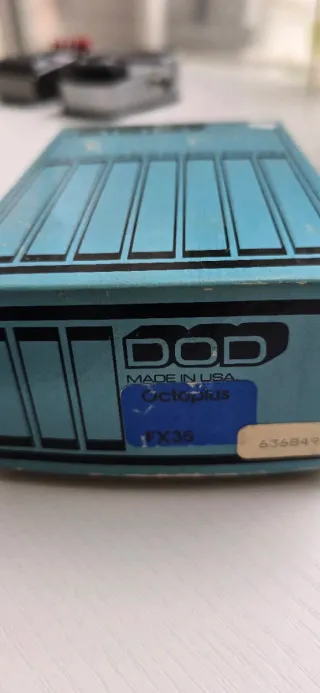 DOD
MADE IN USA
Octoplus
FX35
636849